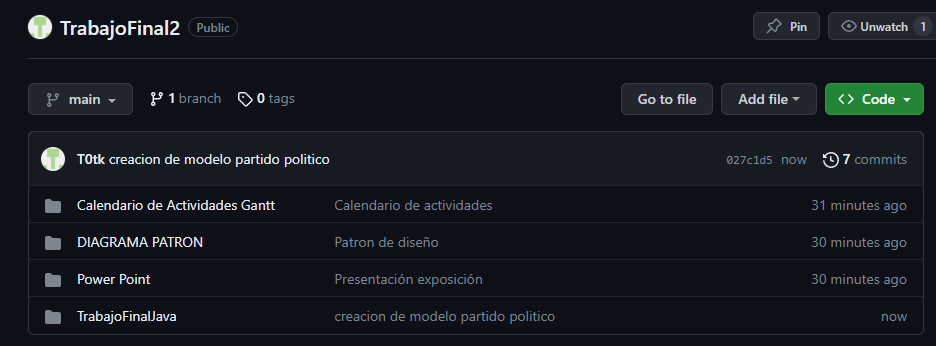 TrabajoFinal2 Public Pin Unwatch 1
main 1 branch 0 tags Go to file Add file Code
T0tk creacion de modelo partido politico 027c1d5 now 7 commits
Calendario de Actividades Gantt Calendario de actividades 31 minutes ago
DIAGRAMA PATRON Patron de diseño 30 minutes ago
Power Point Presentación exposición 30 minutes ago
TrabajoFinalJava creacion de modelo partido politico now